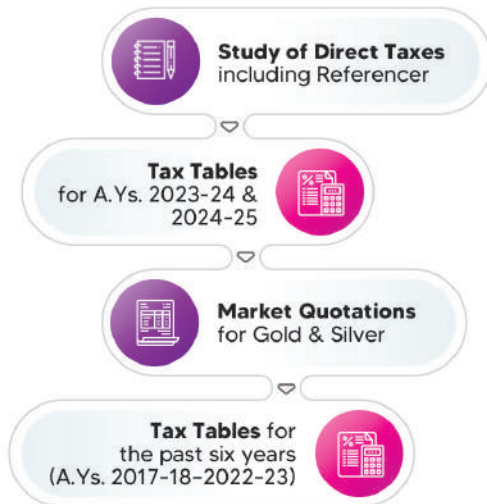 Study of Direct Taxes
including Referencer
Tax Tables
for A.Ys. 2023-24 &
2024-25
Market Quotations
for Gold & Silver
Tax Tables for
the past six years
(A.Ys. 2017-18-2022-23)